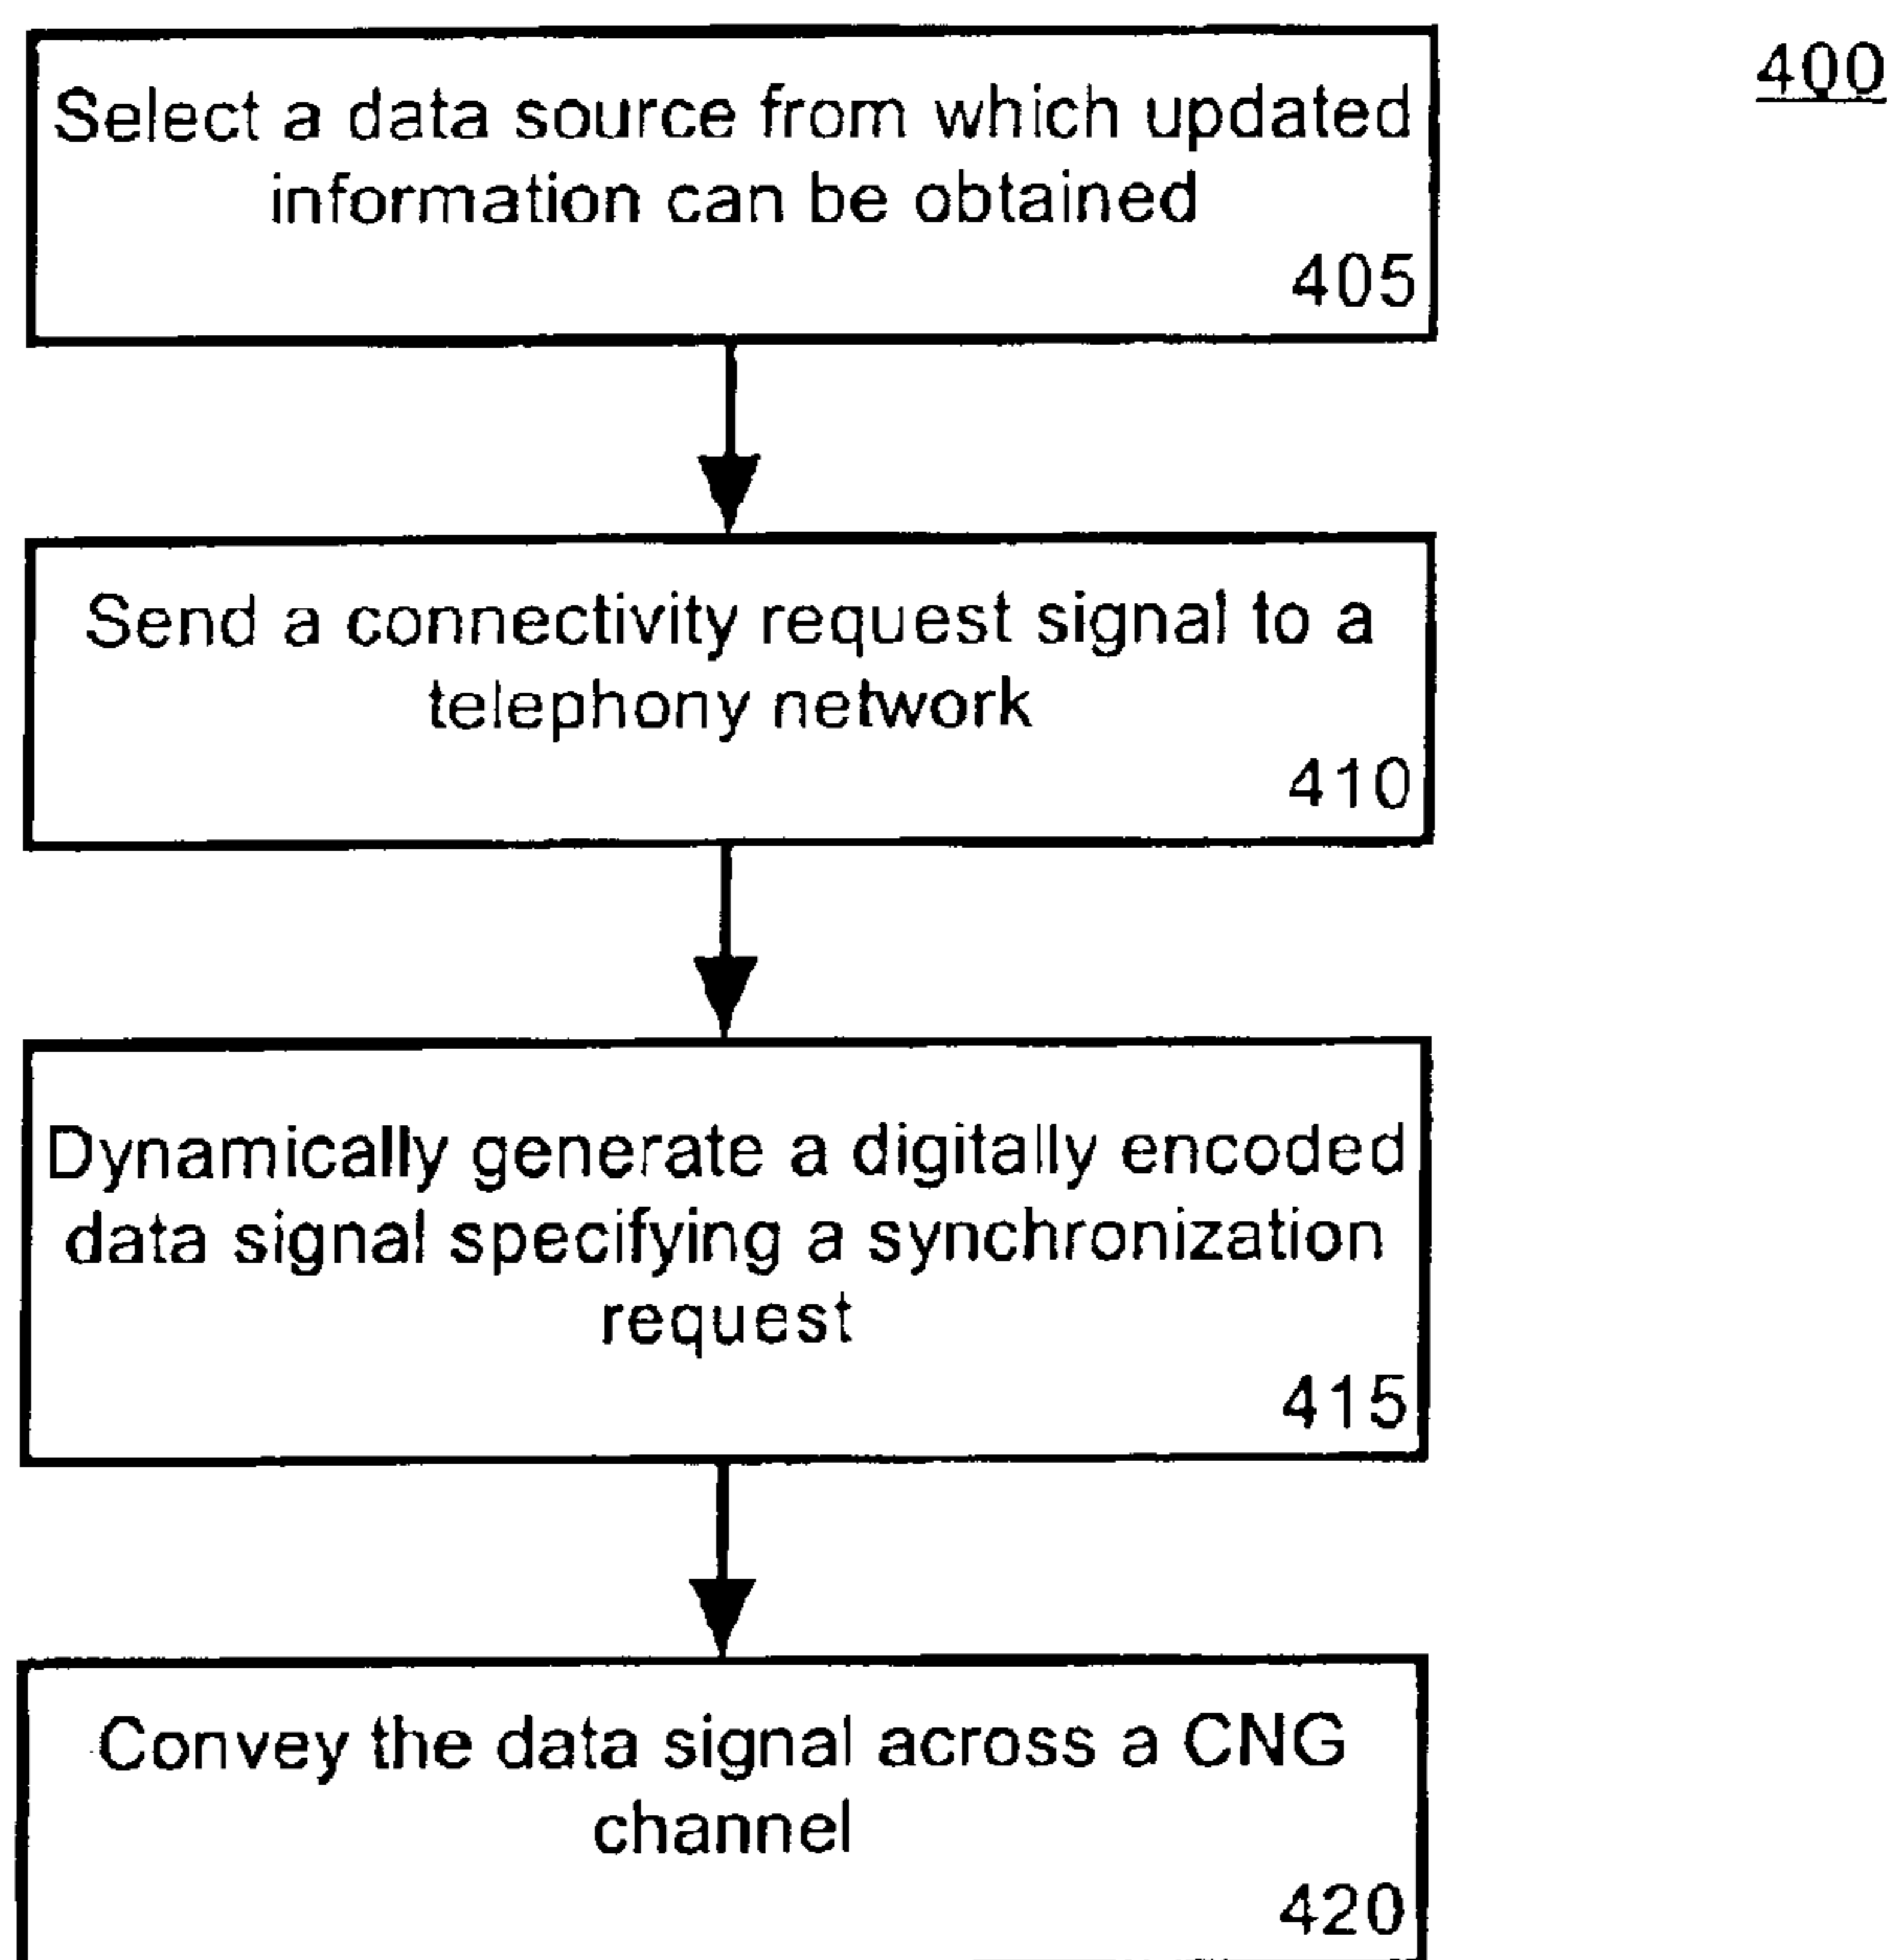 400
Select a data source from which updated
information can be obtained
405
Send a connectivity request signal to a
telephony network
410
Dynamically generate a digitally encoded
data signal specifying a synchronization
request
415
Convey the data signal across a CNG
channel
420